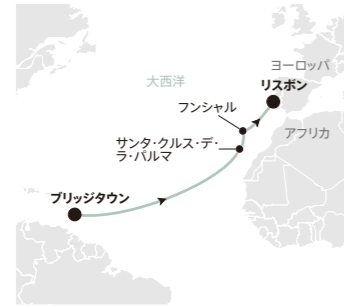 ヨーロッパ
大西洋
リスボン
フンシャル
アフリカ
サンタ・クルス・デ・
ラ・パルマ
ブリッジタウン